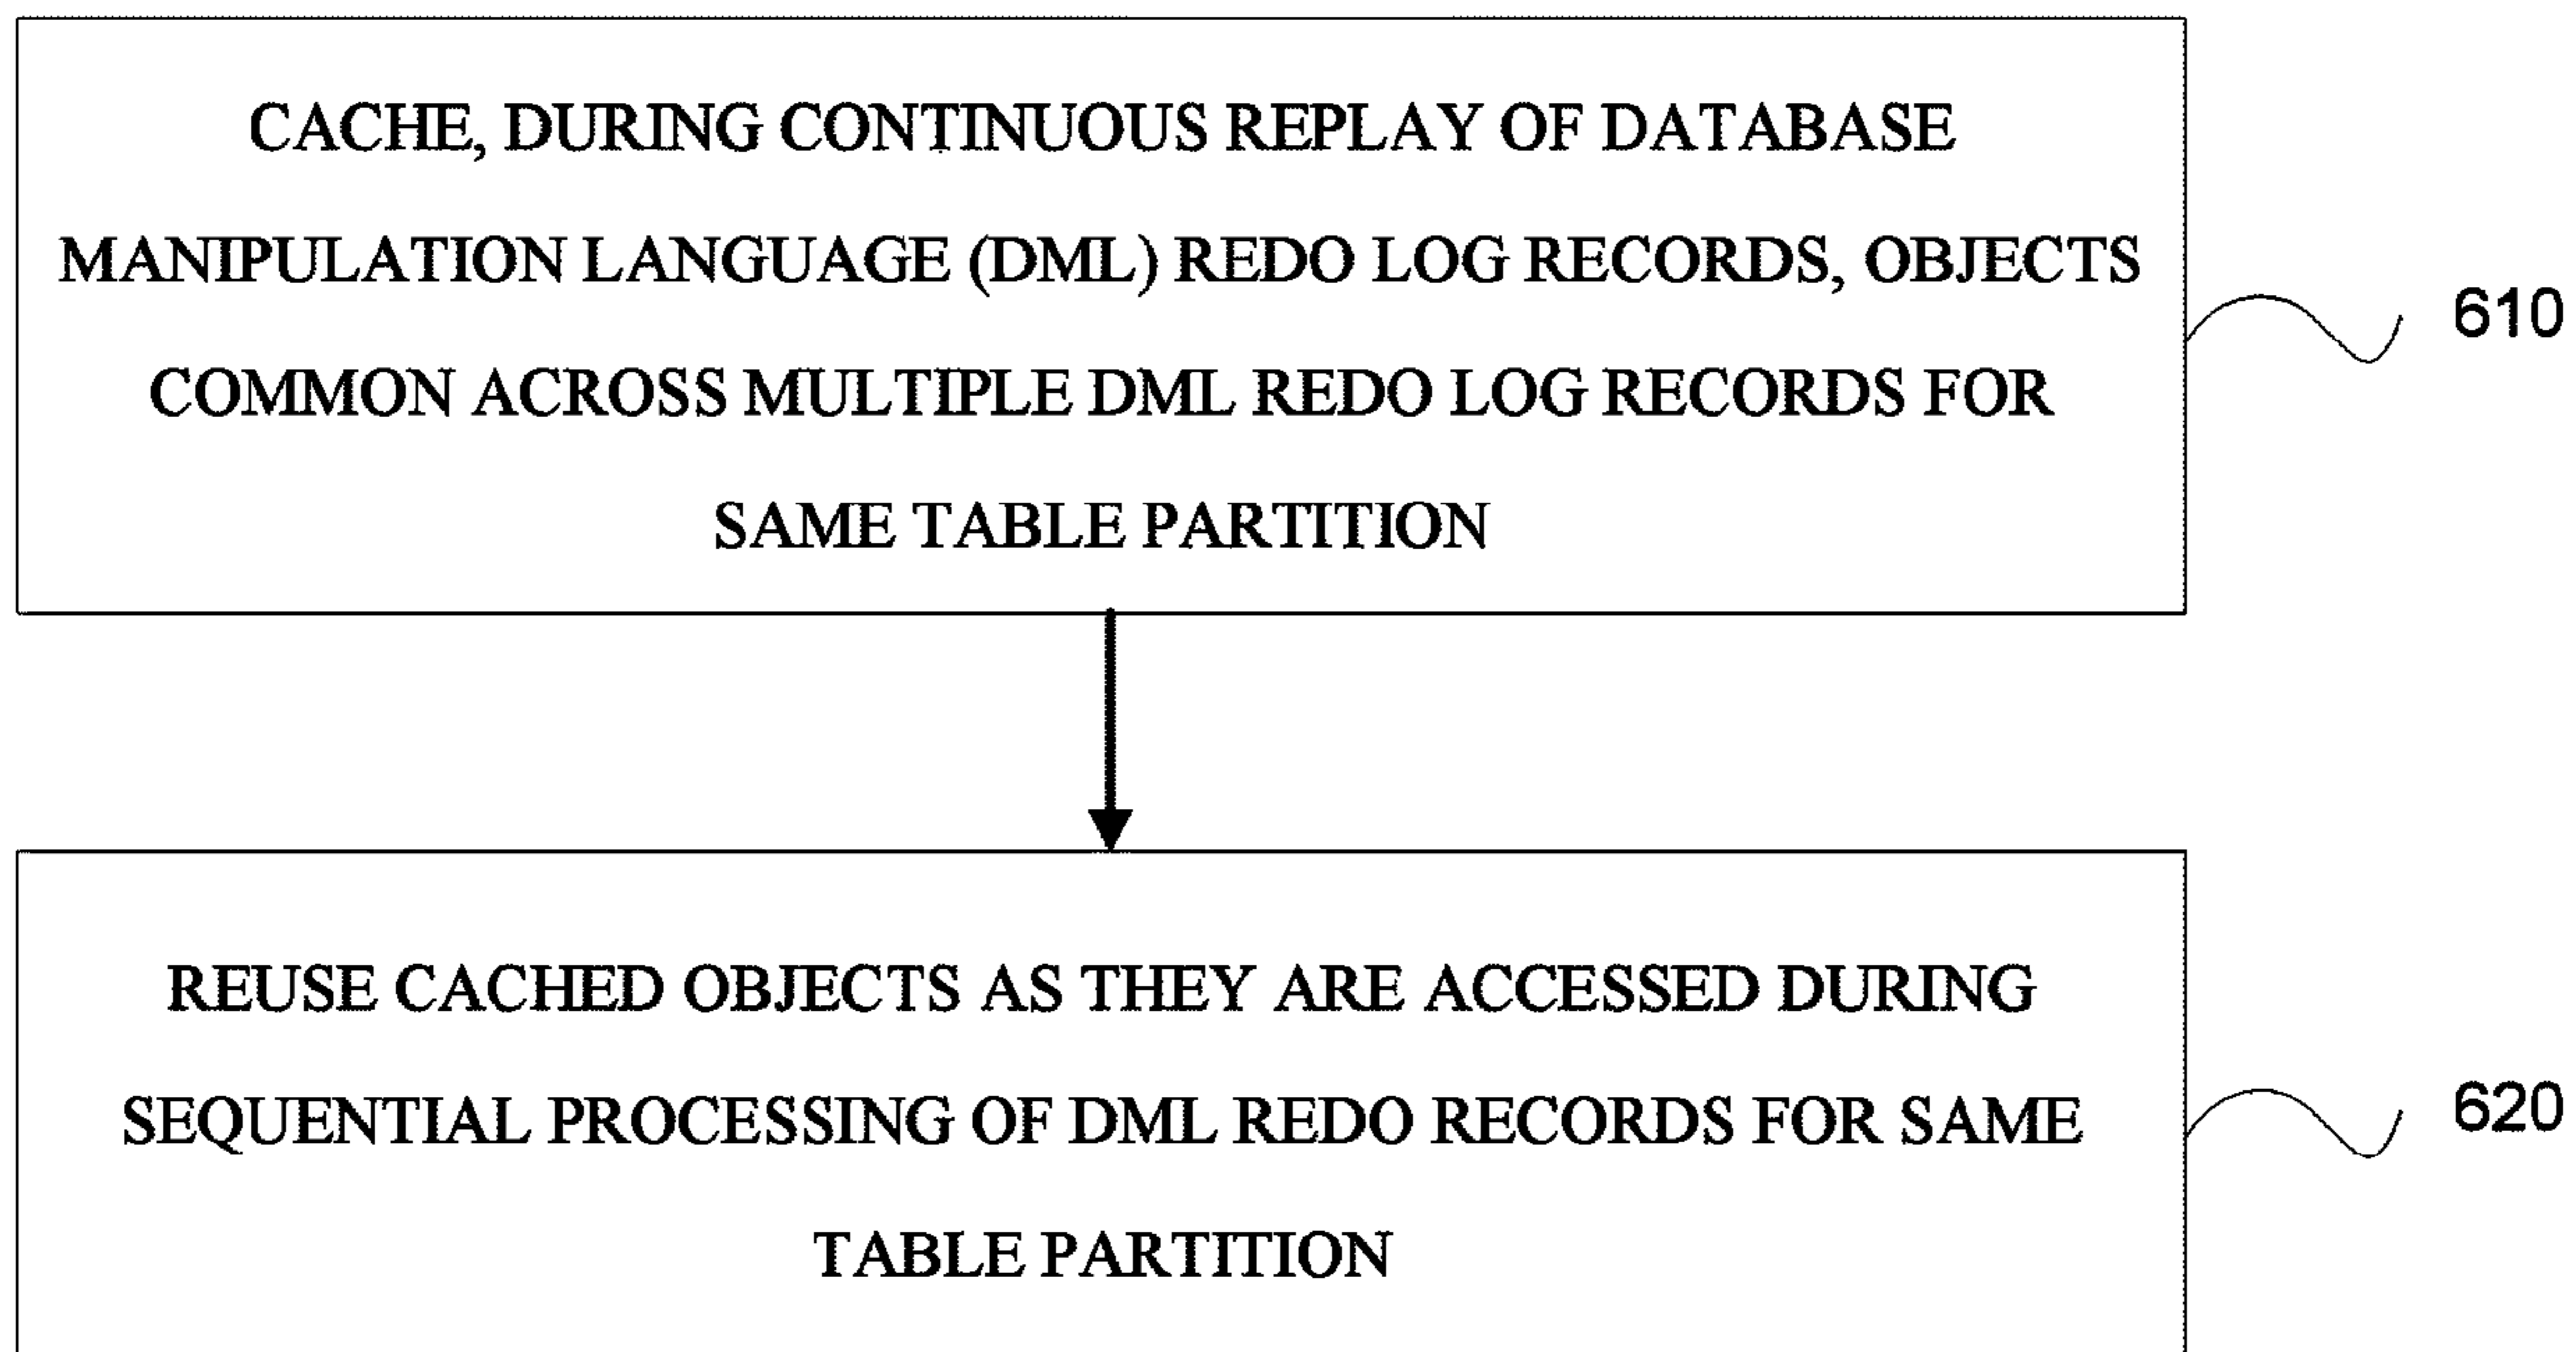 CACHE, DURING CONTINUOUS REPLAY OF DATABASE
MANIPULATION LANGUAGE (DML) REDO LOG RECORDS, OBJECTS
COMMON ACROSS MULTIPLE DML REDO LOG RECORDS FOR
SAME TABLE PARTITION
610
REUSE CACHED OBJECTS AS THEY ARE ACCESSED DURING
SEQUENTIAL PROCESSING OF DML REDO RECORDS FOR SAME
TABLE PARTITION
620